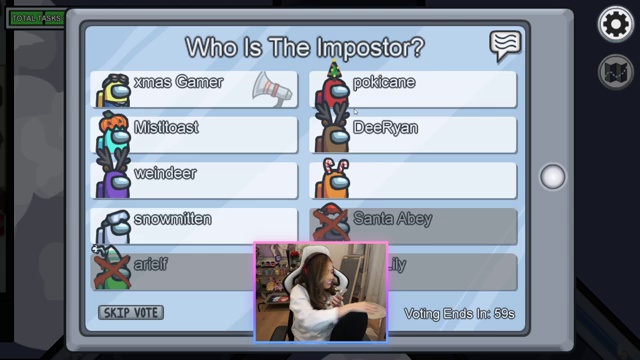 TOTAL TASKS
Who Is The Impostor?
xmas Gamer
pokicane
Mistltoast
DeeRyan
weindeer
snowmitten
Santa Abey
arielf
ily
SKIP VOTE
Voting Ends In: 59s